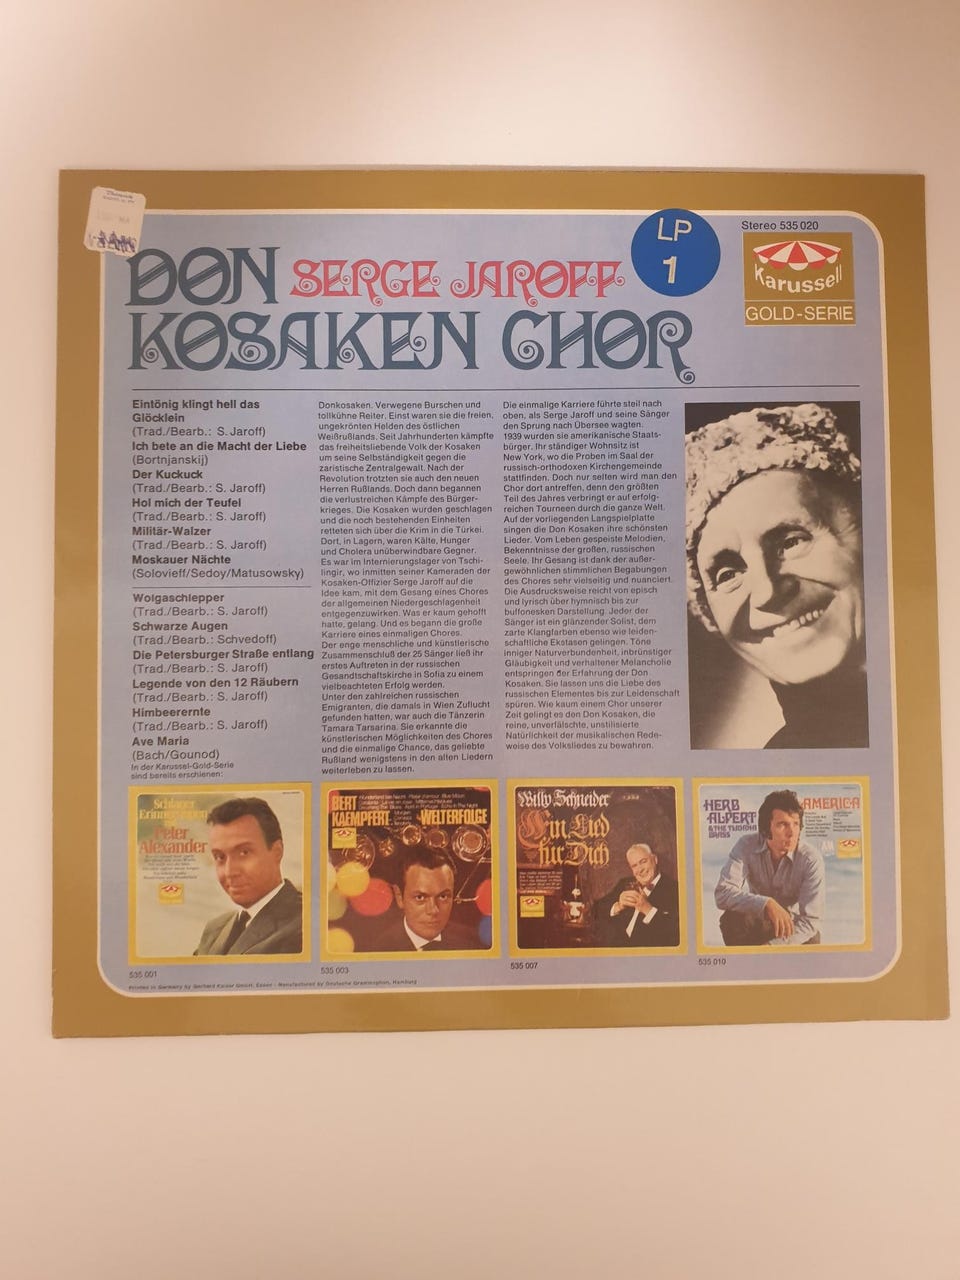 LP
1
Stereo 535 020
Karussell
GOLD-SERIE
DON SERGE JAROFF
KOSAKEN CHOR
Eintönig klingt hell das
Glöcklein
(Trad./Bearb.: S. Jaroff)
Ich bete an die Macht der Liebe
(Bortnjanskij)
Der Kuckuck
(Trad./Bearb.: S. Jaroff)
Hol mich der Teufel
(Trad./Bearb.: S. Jaroff)
Militär-Walzer
(Trad./Bearb.: S. Jaroff)
Moskauer Nächte
(Solovieff/Sedoy/Matusowsky)
Wolgaschlepper
(Trad./Bearb.: S. Jaroff)
Schwarze Augen
(Trad./Bearb.: Schvedoff)
Die Petersburger Straße entlang
(Trad./Bearb.: S. Jaroff)
Legende von den 12 Räubern
(Trad./Bearb.: S. Jaroff)
Himbeerernte
(Trad./Bearb.: S. Jaroff)
Ave Maria
(Bach/Gounod)
In der Karussell-Gold-Serie
sind bereits erschienen:
Donkosaken. Verwegene Burschen und
tollkühne Reiter. Einst waren sie die freien,
ungekrönten Helden des östlichen
Weißrußlands. Seit Jahrhunderten kämpfte
das freiheitsliebende Volk der Kosaken
um seine Selbständigkeit gegen die
zaristische Zentralgewalt. Nach der
Revolution trotzten sie auch den neuen
Herren Rußlands. Doch dann begannen
die verlustreichen Kämpfe des Bürger-
krieges. Die Kosaken wurden geschlagen
und die noch bestehenden Einheiten
retteten sich über die Krim in die Türkei.
Dort, in Lagern, waren Kälte, Hunger
und Cholera unüberwindbare Gegner.
Es war im Internierungslager von Tschi-
lingir, wo inmitten seiner Kameraden der
Kosaken-Offizier Serge Jaroff auf die
Idee kam, mit dem Gesang eines Chores
der allgemeinen Niedergeschlagenheit
entgegenzuwirken. Was er kaum gehofft
hatte, gelang. Und es begann die große
Karriere eines einmaligen Chores.
Der enge menschliche und künstlerische
Zusammenschluß der 25 Sänger ließ ihr
erstes Auftreten in der russischen
Gesandtschaftskirche in Sofia zu einem
vielbeachteten Erfolg werden.
Unter den zahlreichen russischen
Emigranten, die damals in Wien Zuflucht
gefunden hatten, war auch die Tänzerin
Tamara Tarsarina. Sie erkannte die
künstlerischen Möglichkeiten des Chores
und die einmalige Chance, das geliebte
Rußland wenigstens in den alten Liedern
weiterleben zu lassen.
Die einmalige Karriere führte steil nach
oben, als Serge Jaroff und seine Sänger
den Sprung nach Übersee wagten.
1939 wurden sie amerikanische Staats-
bürger. Ihr ständiger Wohnsitz ist
New York, wo die Proben im Saal der
russisch-orthodoxen Kirchengemeinde
stattfinden. Doch nur selten wird man den
Chor dort antreffen, denn den größten
Teil des Jahres verbringt er auf erfolg-
reichen Tourneen durch die ganze Welt.
Auf der vorliegenden Langspielplatte
singen die Don Kosaken ihre schönsten
Lieder. Vom Leben gespeiste Melodien,
Bekenntnisse der großen, russischen
Seele. Ihr Gesang ist dank der außer-
gewöhnlichen stimmlichen Begabungen
des Chores sehr vielseitig und nuanciert.
Die Ausdrucksweise reicht von episch
und lyrisch über hymnisch bis zur
buffonesken Darstellung. Jeder der
Sänger ist ein glänzender Solist, dem
zarte Klangfarben ebenso wie leiden-
schaftliche Ekstasen gelingen. Töne
inniger Naturverbundenheit, inbrünstiger
Gläubigkeit und verhaltener Melancholie
entspringen der Erfahrung der Don
Kosaken. Sie lassen uns die Liebe des
russischen Elementes bis zur Leidenschaft
spüren. Wie kaum einem Chor unserer
Zeit gelingt es den Don Kosaken, die
reine, unverfälschte, unstilisierte
Natürlichkeit der musikalischen Rede-
weise des Volksliedes zu bewahren.
Schlager
Erinnerungen
Peter
Alexander
BERT
KAEMPFERT WELTERFOLGE
Willy Schneider
Ein Lied
für Dich
HERB
ALPERT
& THE TIJUANA
BRASS
AMERICA
535 001
535 003
535 007
535 010
Printed in Germany by Gerhard Kaiser GmbH, Essen · Manufactured by Deutsche Grammophon, Hamburg